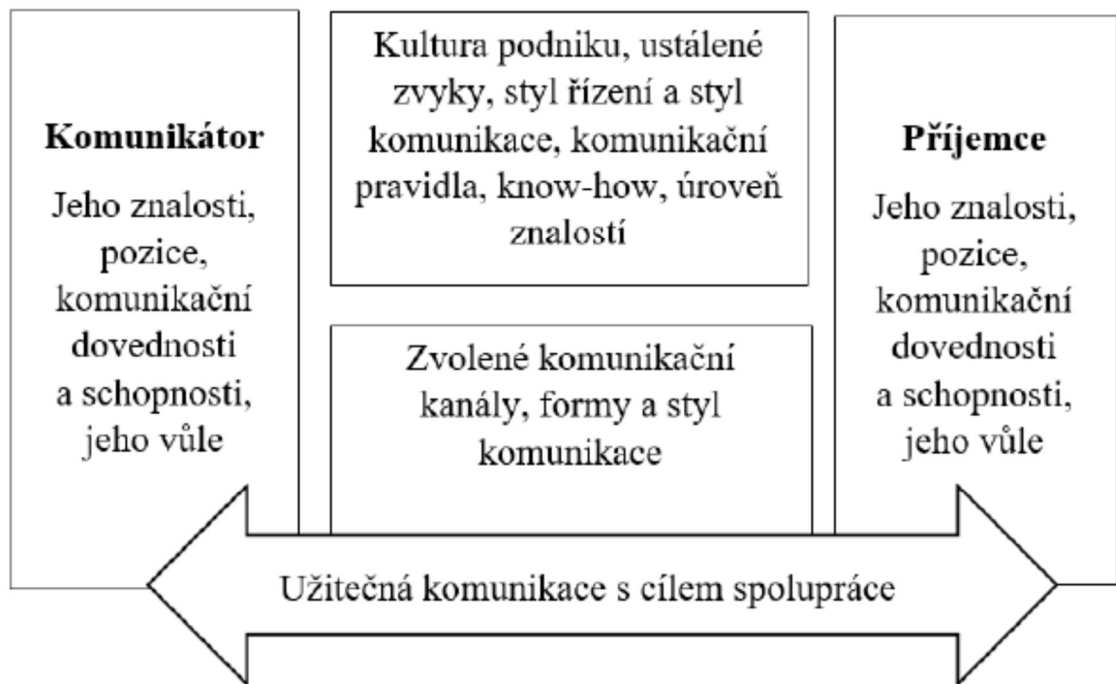 Komunikátor
Jeho znalosti,
pozice,
komunikační
dovednosti
a schopnosti,
jeho vůle
Kultura podniku, ustálené
zvyky, styl řízení a styl
komunikace, komunikační
pravidla, know-how, úroveň
znalostí
Zvolené komunikační
kanály, formy a styl
komunikace
Příjemce
Jeho znalosti,
pozice,
komunikační
dovednosti
a schopnosti,
jeho vůle
Užitečná komunikace s cílem spolupráce